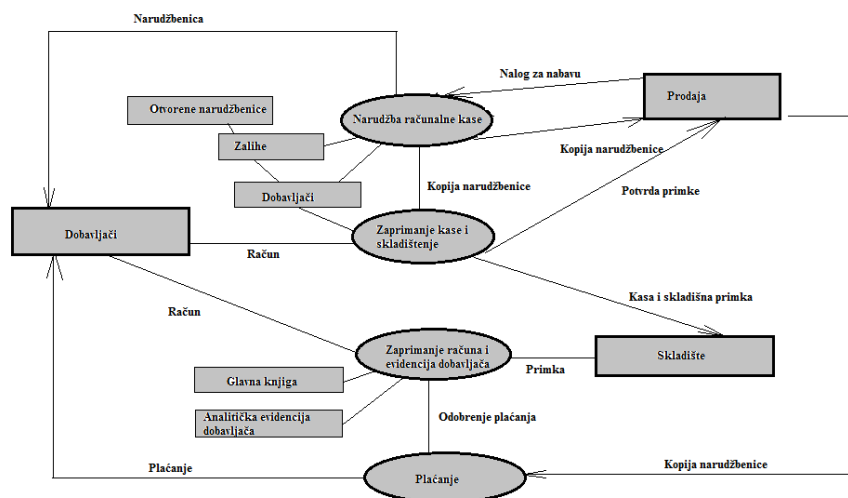 Narudžbenica
Nalog za nabavu
Prodaja
Otvorene narudžbenice
Narudžba računalne kase
Zalihe
Kopija narudžbenice
Potvrda primke
Dobavljači
Kopija narudžbenice
Dobavljači
Zaprimanje kase i
skladištenje
Račun
Kasa i skladišna primka
Račun
Zaprimanje računa i
evidencija dobavljača
Skladište
Primka
Glavna knjiga
Analitička evidencija
dobavljača
Odobrenje plaćanja
Plaćanje
Plaćanje
Kopija narudžbenice